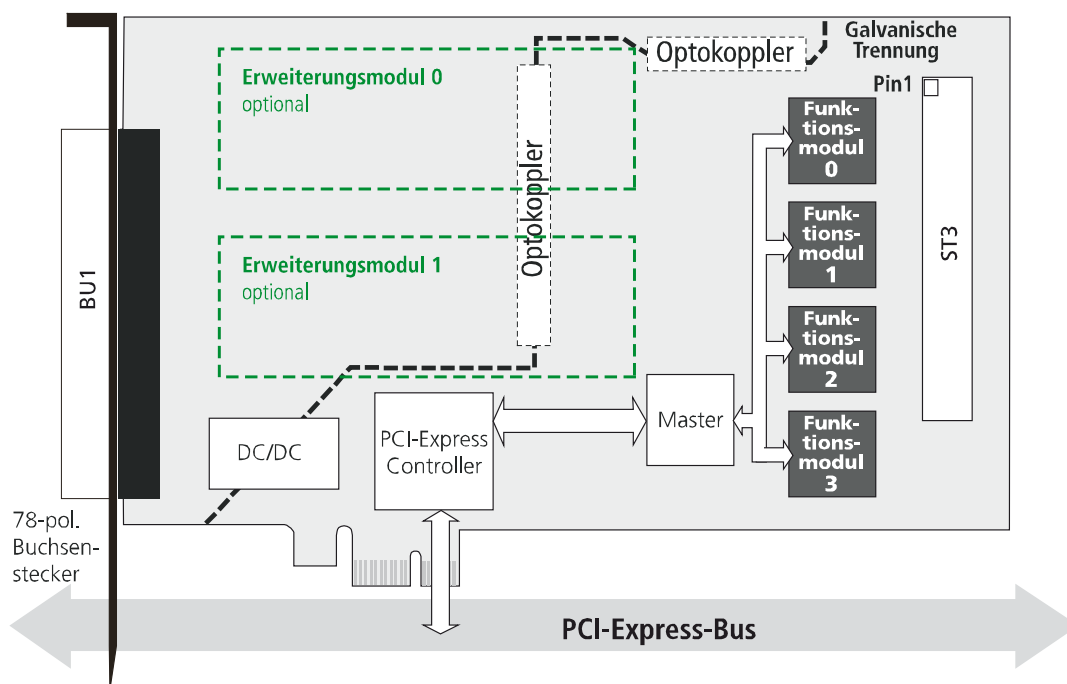 Galvanische
Trennung
Optokoppler
Erweiterungsmodul 0
optional
Pin1
Funk-
tions-
modul
0
Optokoppler
Funk-
tions-
modul
1
ST3
Erweiterungsmodul 1
optional
BU1
Funk-
tions-
modul
2
Master
PCI-Express
Controller
DC/DC
Funk-
tions-
modul
3
78-pol.
Buchsen-
stecker
PCI-Express-Bus